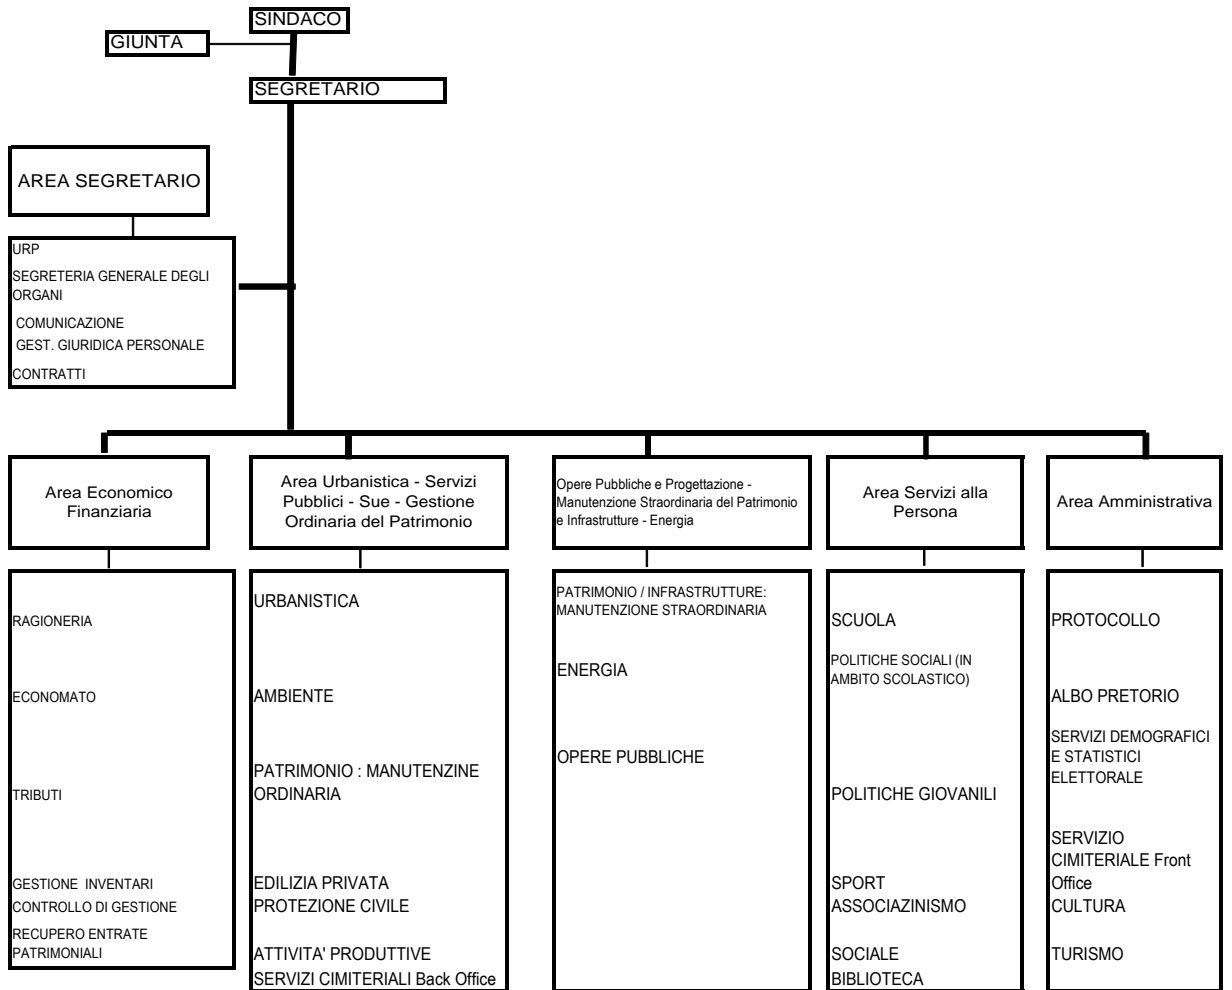 SINDACO
GIUNTA
SEGRETARIO
AREA SEGRETARIO
URP
SEGRETERIA GENERALE DEGLI
ORGANI
COMUNICAZIONE
GEST. GIURIDICA PERSONALE
CONTRATTI
Area Economico
Finanziaria
Area Urbanistica - Servizi
Pubblici - Sue - Gestione
Ordinaria del Patrimonio
Opere Pubbliche e Progettazione -
Manutenzione Straordinaria del Patrimonio
e Infrastrutture - Energia
Area Servizi alla
Persona
Area Amministrativa
RAGIONERIA
ECONOMATO
TRIBUTI
GESTIONE INVENTARI
CONTROLLO DI GESTIONE
RECUPERO ENTRATE
PATRIMONIALI
URBANISTICA
AMBIENTE
PATRIMONIO : MANUTENZINE
ORDINARIA
EDILIZIA PRIVATA
PROTEZIONE CIVILE
ATTIVITA' PRODUTTIVE
SERVIZI CIMITERIALI Back Office
PATRIMONIO / INFRASTRUTTURE:
MANUTENZIONE STRAORDINARIA
ENERGIA
OPERE PUBBLICHE
SCUOLA
POLITICHE SOCIALI (IN
AMBITO SCOLASTICO)
POLITICHE GIOVANILI
SPORT
ASSOCIAZINISMO
SOCIALE
BIBLIOTECA
PROTOCOLLO
ALBO PRETORIO
SERVIZI DEMOGRAFICI
E STATISTICI
ELETTORALE
SERVIZIO
CIMITERIALE Front
Office
CULTURA
TURISMO